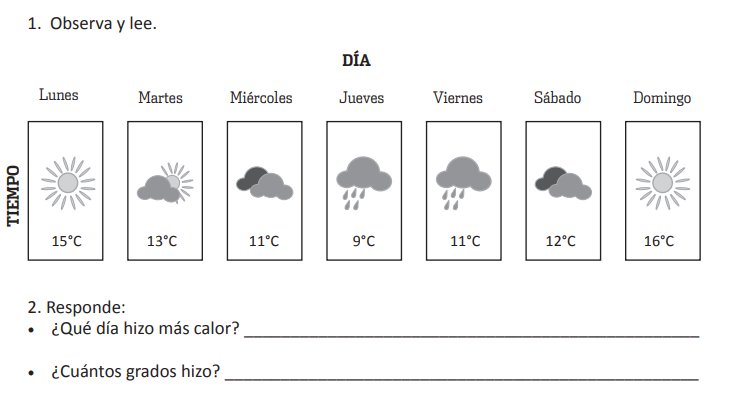 1. Observa y lee.
DÍA
Lunes Martes Miércoles Jueves Viernes Sábado Domingo
TIEMPO
15°C 13°C 11°C 9°C 11°C 12°C 16°C
2. Responde:
• ¿Qué día hizo más calor? 
• ¿Cuántos grados hizo?